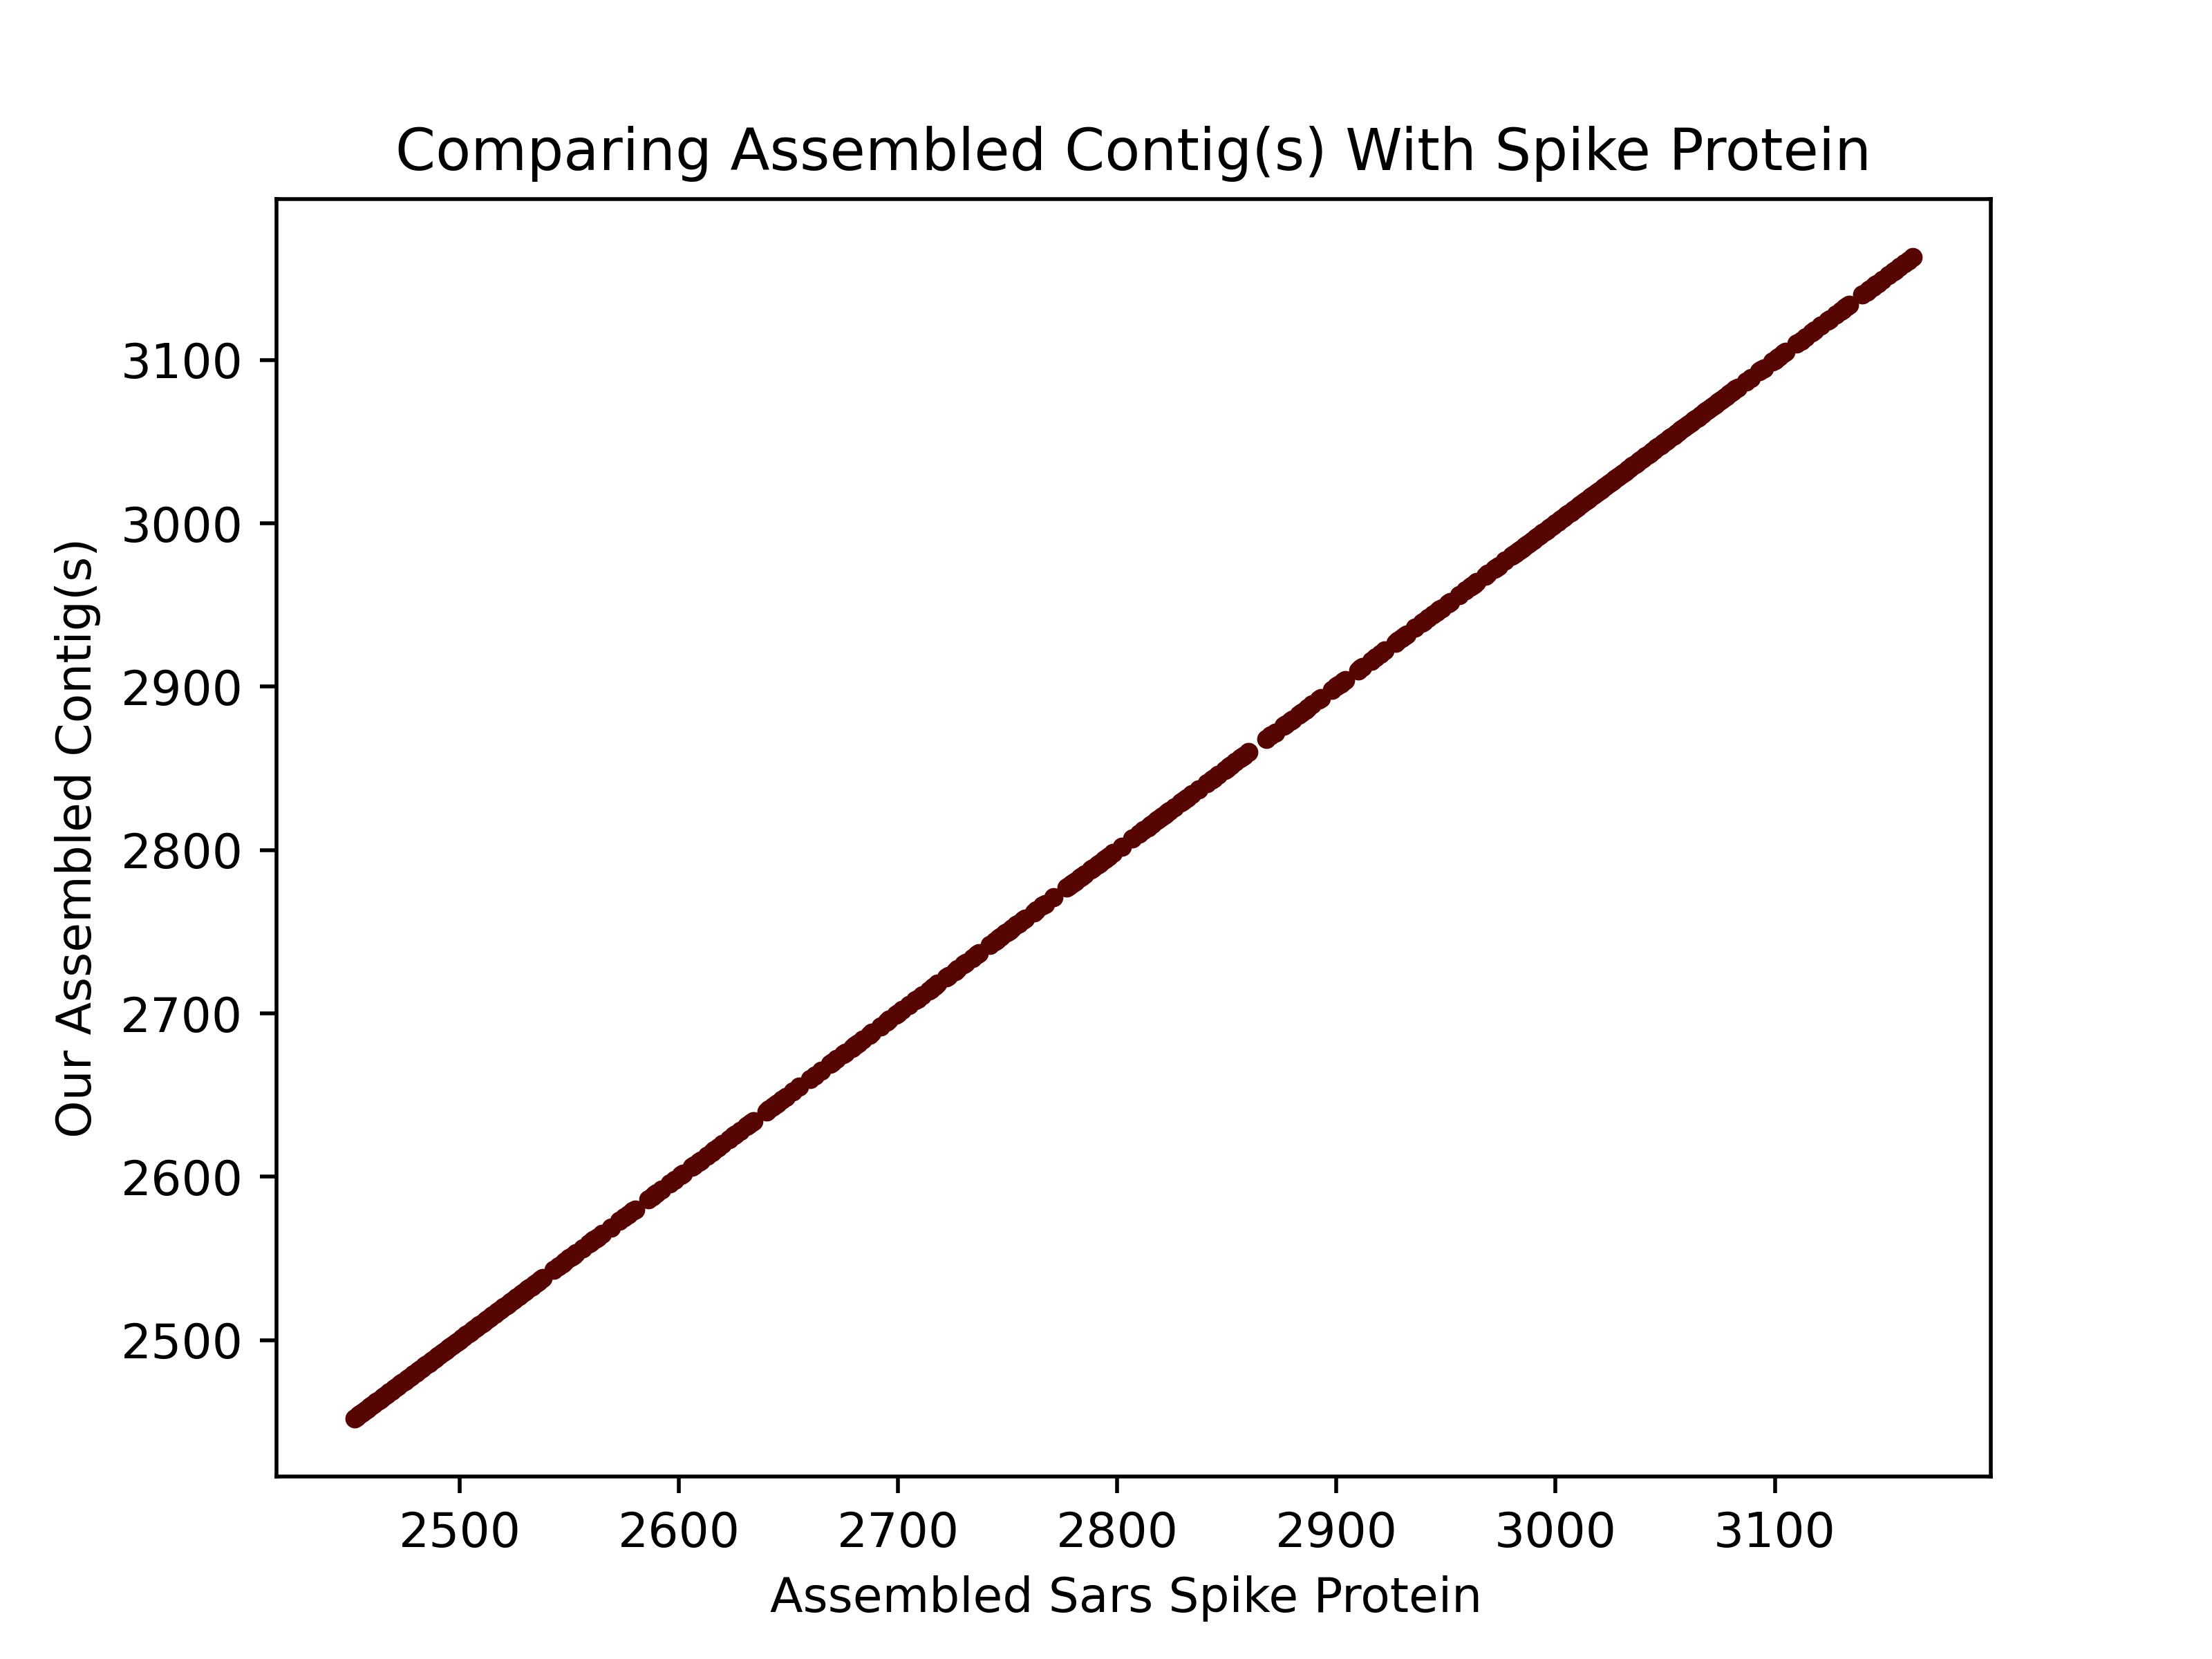 Comparing Assembled Contig(s) With Spike Protein
3100
3000
2900
2800
2700
2600
2500
Our Assembled Contig(s)
2500 2600 2700 2800 2900 3000 3100
Assembled Sars Spike Protein